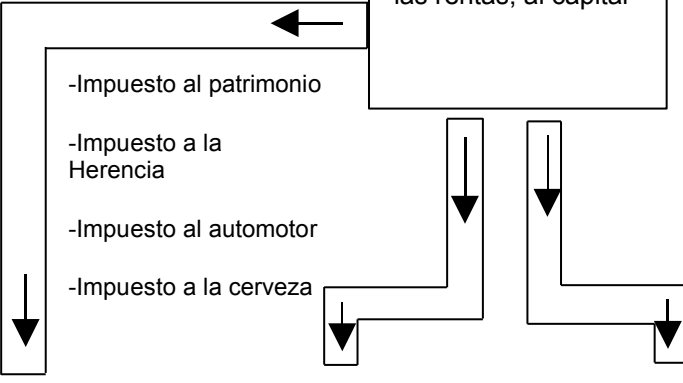 las rentas, al capital
-Impuesto al patrimonio
-Impuesto a la
Herencia
-Impuesto al automotor
-Impuesto a la cerveza